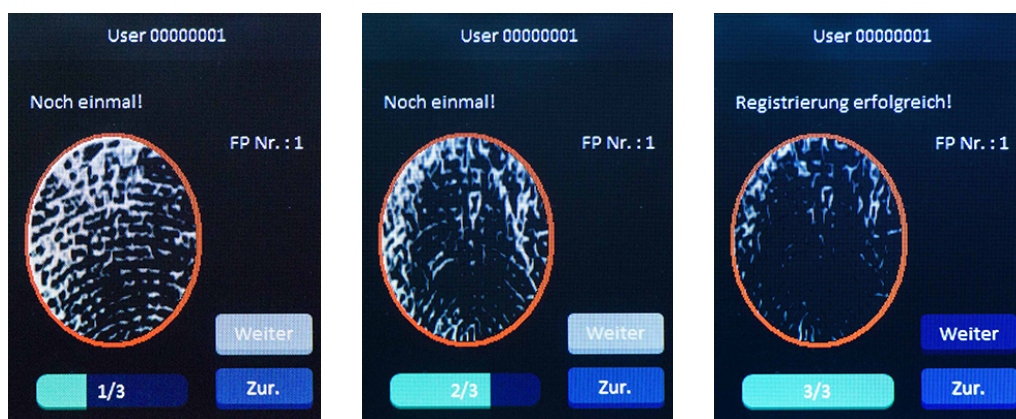 User 00000001
Noch einmal!
FP Nr. : 1
Weiter
1/3
Zur.
User 00000001
Noch einmal!
FP Nr. : 1
Weiter
2/3
Zur.
User 00000001
Registrierung erfolgreich!
FP Nr. : 1
Weiter
3/3
Zur.